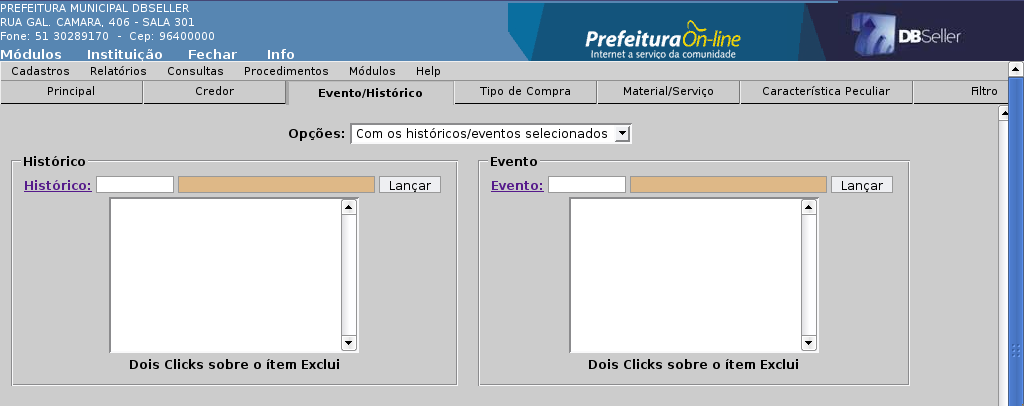 PREFEITURA MUNICIPAL DBSELLER
RUA GAL. CAMARA, 406 - SALA 301
Fone: 51 30289170 - Cep: 96400000
Módulos Instituição Fechar Info
Prefeitura On-line
Internet a serviço da comunidade
DBSeller
Cadastros Relatórios Consultas Procedimentos Módulos Help
Principal Credor Evento/Histórico Tipo de Compra Material/Serviço Característica Peculiar Filtro
Opções: Com os históricos/eventos selecionados
Histórico
Histórico: Lançar
Dois Clicks sobre o ítem Exclui
Evento
Evento: Lançar
Dois Clicks sobre o ítem Exclui